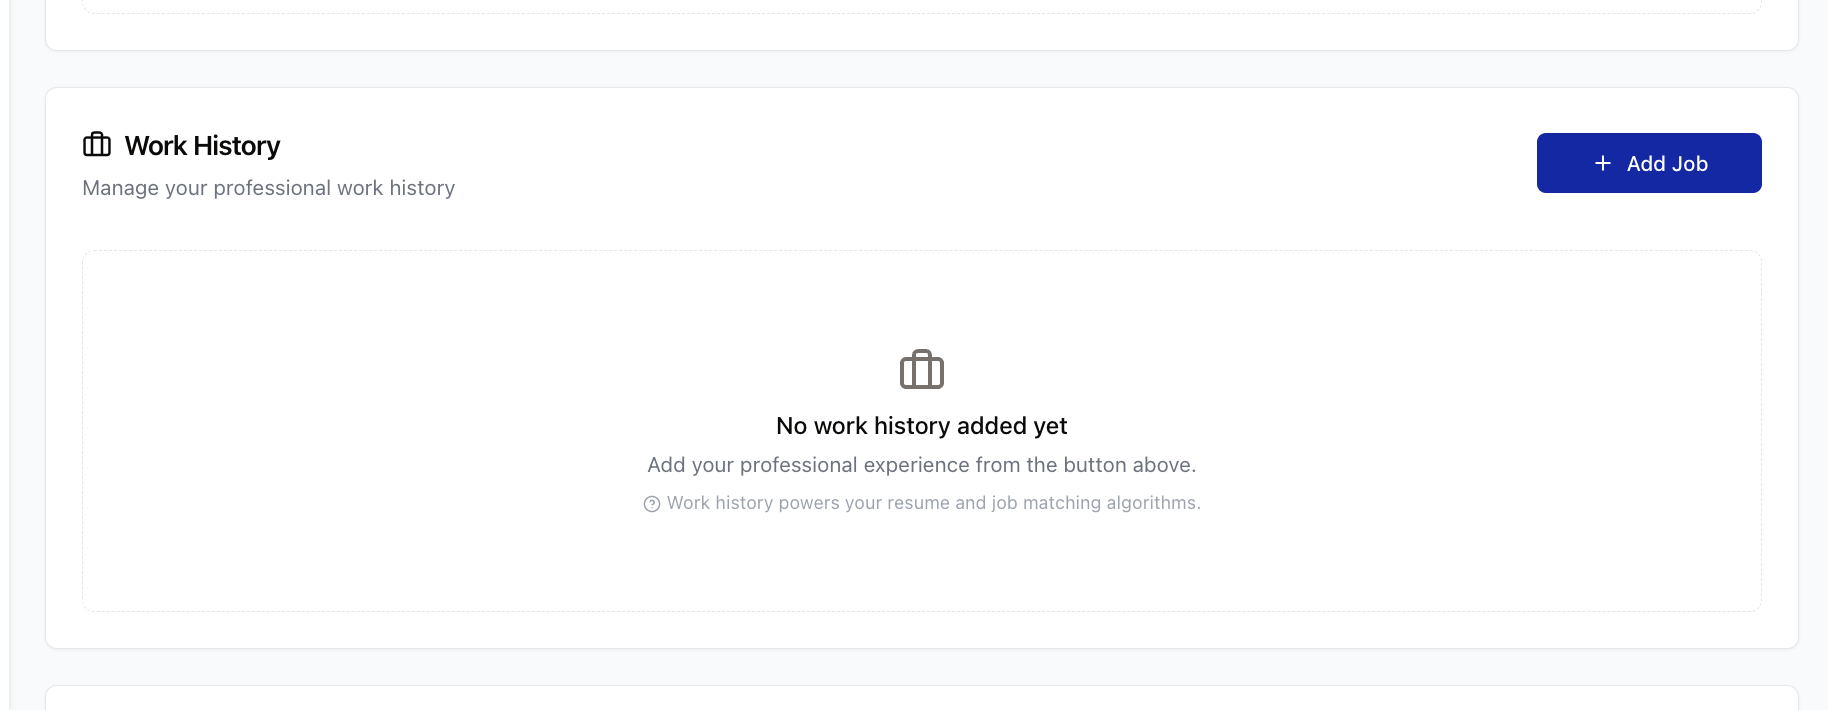 Work History
Manage your professional work history
+ Add Job
No work history added yet
Add your professional experience from the button above.
Work history powers your resume and job matching algorithms.